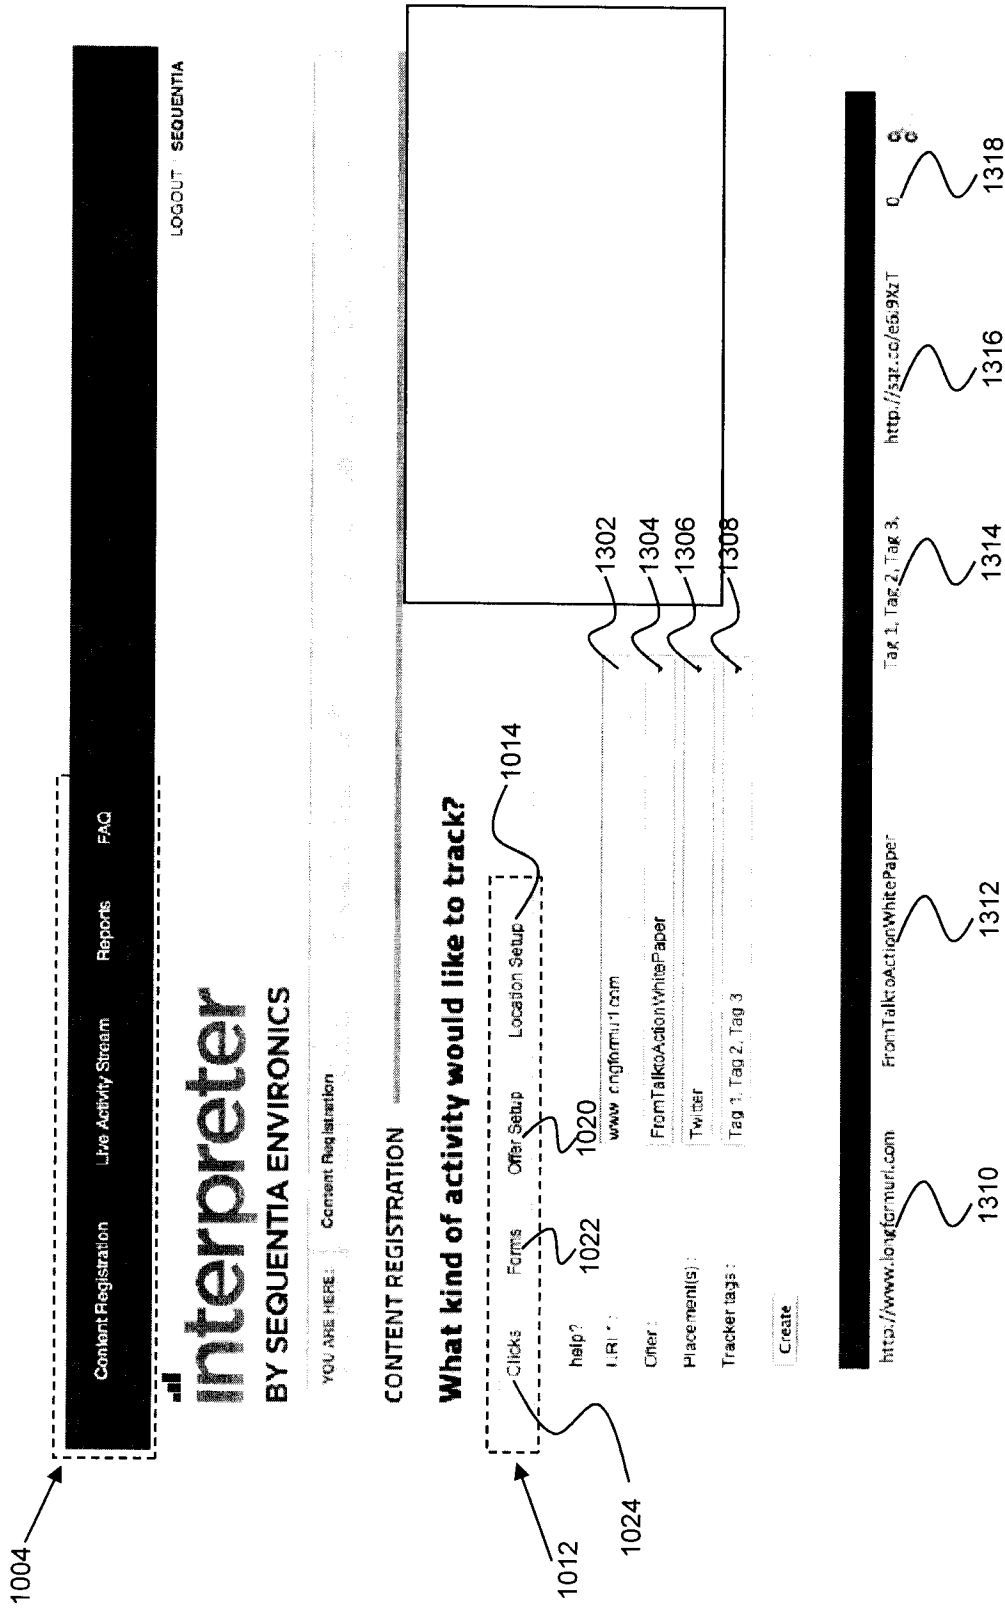 1004
Content Registration Live Activity Stream Reports FAQ
LOGOUT SEQUENTIA
interpreter
BY SEQUENTIA ENVIRONICS
YOU ARE HERE: Content Registration
CONTENT REGISTRATION
What kind of activity would like to track?
1012
Clicks Forms Offer Setup Location Setup
1014
1024
1022
1020
help?
URL * :
1302
Offer :
FromTalktoActionWhitePaper
1304
Placement(s) :
Twitter
1306
Tracker tags :
Tag 1, Tag 2, Tag 3
1308
Create
http://www.longformurl.com FromTalktoActionWhitePaper Tag 1, Tag 2, Tag 3, 0
1310 1312 1314 1316 1318